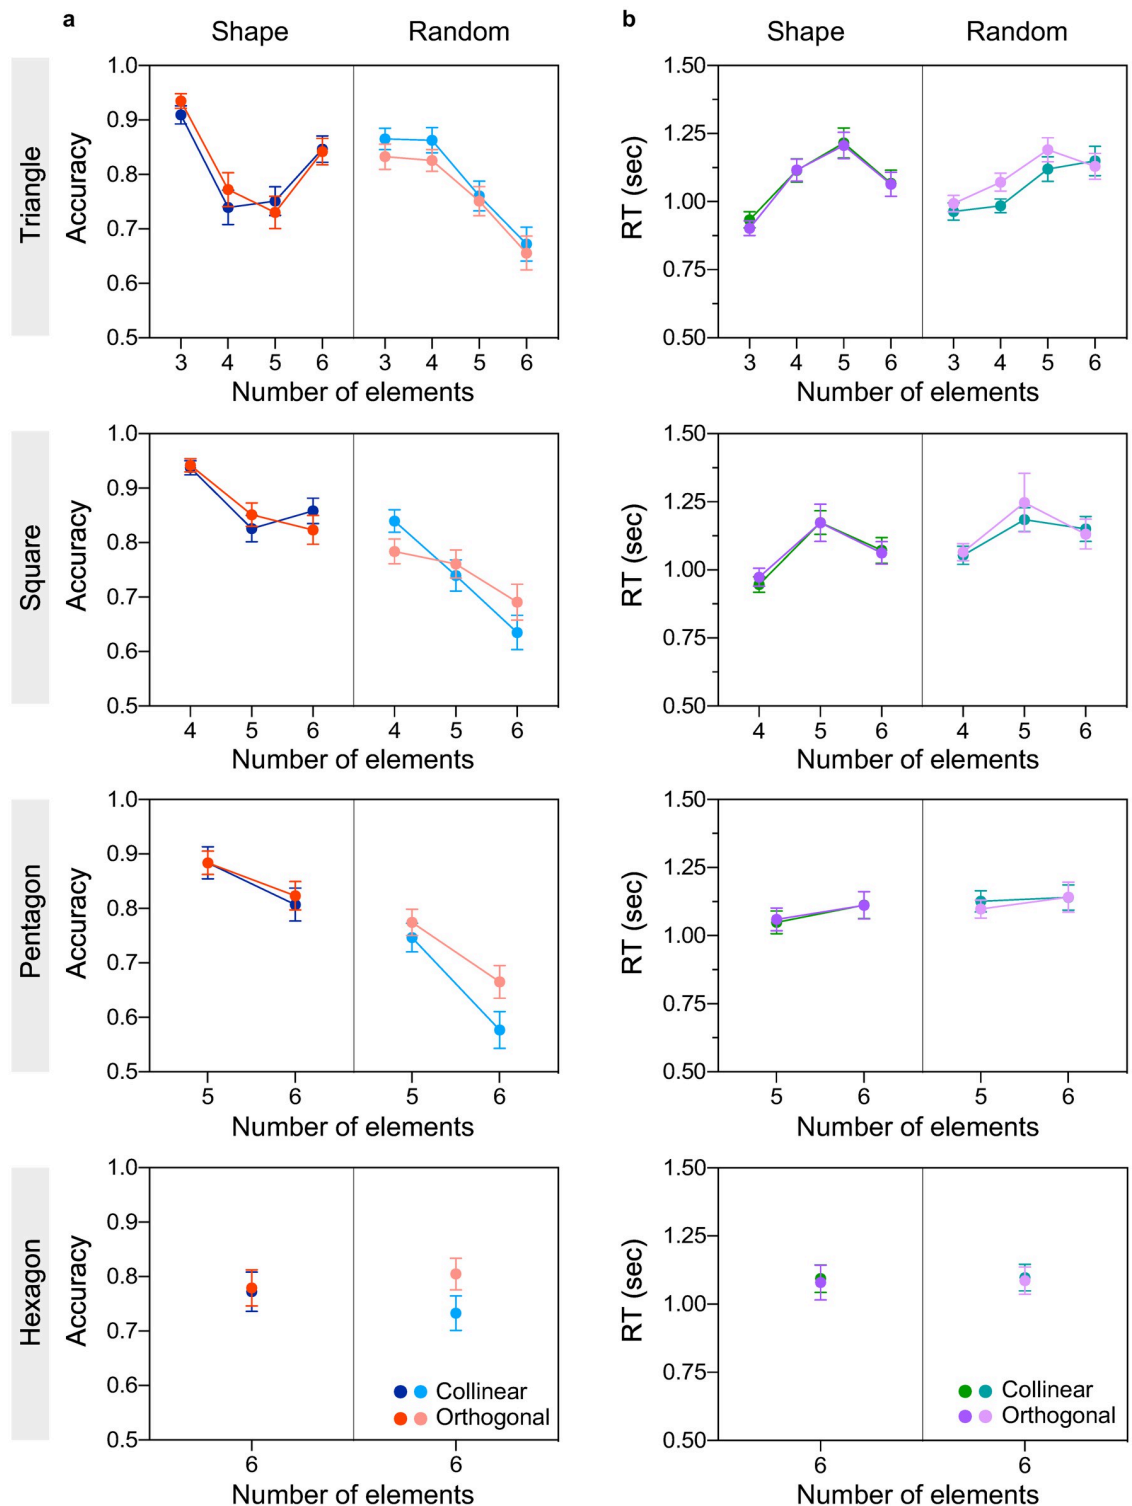 a
b
Shape Random
Shape Random
Triangle
Accuracy
1.0
0.9
0.8
0.7
0.6
0.5
3 4 5 6 3 4 5 6
Number of elements
RT (sec)
1.50
1.25
1.00
0.75
0.50
3 4 5 6 3 4 5 6
Number of elements
Square
Accuracy
1.0
0.9
0.8
0.7
0.6
0.5
4 5 6 4 5 6
Number of elements
RT (sec)
1.50
1.25
1.00
0.75
0.50
4 5 6 4 5 6
Number of elements
Pentagon
Accuracy
1.0
0.9
0.8
0.7
0.6
0.5
5 6 5 6
Number of elements
RT (sec)
1.50
1.25
1.00
0.75
0.50
5 6 5 6
Number of elements
Hexagon
Accuracy
1.0
0.9
0.8
0.7
0.6
0.5
Collinear
Orthogonal
6 6
Number of elements
RT (sec)
1.50
1.25
1.00
0.75
0.50
Collinear
Orthogonal
6 6
Number of elements